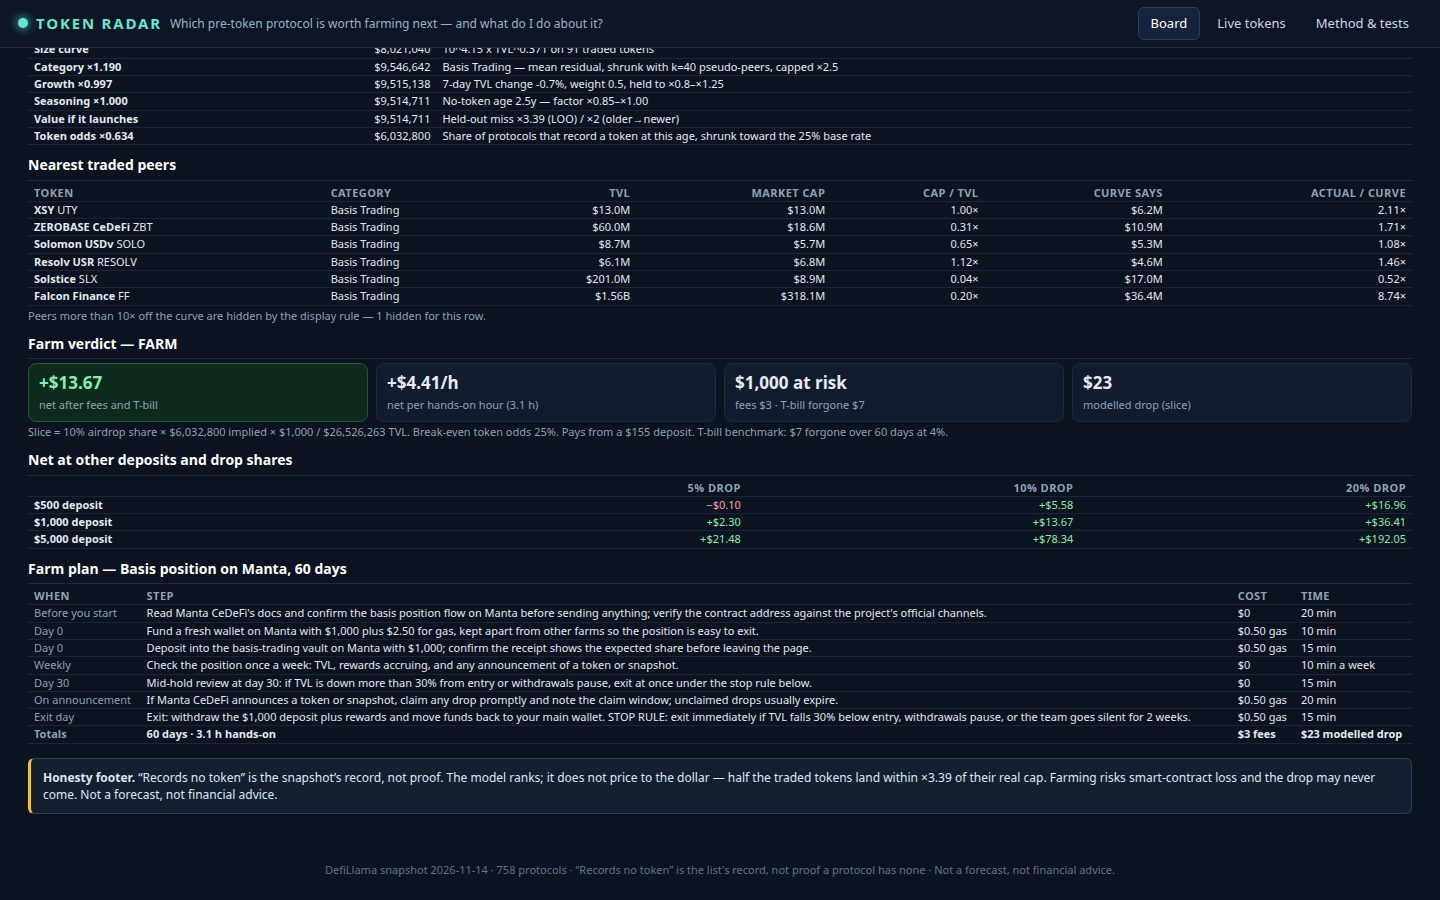 TOKEN RADAR Which pre-token protocol is worth farming next — and what do I do about it? Board Live tokens Method & tests
Size curve $8,021,040 10^4.15 x TVL^0.371 on 91 traded tokens
Category ×1.190 $9,546,642 Basis Trading — mean residual, shrunk with k=40 pseudo-peers, capped ×2.5
Growth ×0.997 $9,515,138 7-day TVL change -0.7%, weight 0.5, held to ×0.8–×1.25
Seasoning ×1.000 $9,514,711 No-token age 2.5y — factor ×0.85–×1.00
Value if it launches $9,514,711 Held-out miss ×3.39 (LOO) / ×2 (older→newer)
Token odds ×0.634 $6,032,800 Share of protocols that record a token at this age, shrunk toward the 25% base rate
Nearest traded peers
TOKEN CATEGORY TVL MARKET CAP CAP / TVL CURVE SAYS ACTUAL / CURVE
XSY UTY Basis Trading $13.0M $13.0M 1.00× $6.2M 2.11×
ZEROBASE CeDeFi ZBT Basis Trading $60.0M $18.6M 0.31× $10.9M 1.71×
Solomon USDv SOLO Basis Trading $8.7M $5.7M 0.65× $5.3M 1.08×
Resolv USR RESOLV Basis Trading $6.1M $6.8M 1.12× $4.6M 1.46×
Solstice SLX Basis Trading $201.0M $8.9M 0.04× $17.0M 0.52×
Falcon Finance FF Basis Trading $1.56B $318.1M 0.20× $36.4M 8.74×
Peers more than 10× off the curve are hidden by the display rule — 1 hidden for this row.
Farm verdict — FARM
+$13.67 +$4.41/h $1,000 at risk $23
net after fees and T-bill net per hands-on hour (3.1 h) fees $3 · T-bill forgone $7 modelled drop (slice)
Slice = 10% airdrop share × $6,032,800 implied × $1,000 / $26,526,263 TVL. Break-even token odds 25%. Pays from a $155 deposit. T-bill benchmark: $7 forgone over 60 days at 4%.
Net at other deposits and drop shares
5% DROP 10% DROP 20% DROP
$500 deposit −$0.10 +$5.58 +$16.96
$1,000 deposit +$2.30 +$13.67 +$36.41
$5,000 deposit +$21.48 +$78.34 +$192.05
Farm plan — Basis position on Manta, 60 days
WHEN STEP COST TIME
Before you start Read Manta CeDeFi's docs and confirm the basis position flow on Manta before sending anything; verify the contract address against the project's official channels. $0 20 min
Day 0 Fund a fresh wallet on Manta with $1,000 plus $2.50 for gas, kept apart from other farms so the position is easy to exit. $0.50 gas 10 min
Day 0 Deposit into the basis-trading vault on Manta with $1,000; confirm the receipt shows the expected share before leaving the page. $0.50 gas 15 min
Weekly Check the position once a week: TVL, rewards accruing, and any announcement of a token or snapshot. $0 10 min a week
Day 30 Mid-hold review at day 30: if TVL is down more than 30% from entry or withdrawals pause, exit at once under the stop rule below. $0 15 min
On announcement If Manta CeDeFi announces a token or snapshot, claim any drop promptly and note the claim window; unclaimed drops usually expire. $0.50 gas 20 min
Exit day Exit: withdraw the $1,000 deposit plus rewards and move funds back to your main wallet. STOP RULE: exit immediately if TVL falls 30% below entry, withdrawals pause, or the team goes silent for 2 weeks. $0.50 gas 15 min
Totals 60 days · 3.1 h hands-on $3 fees $23 modelled drop
Honesty footer. “Records no token” is the snapshot’s record, not proof. The model ranks; it does not price to the dollar — half the traded tokens land within ×3.39 of their real cap. Farming risks smart-contract loss and the drop may never
come. Not a forecast, not financial advice.
DefiLlama snapshot 2026-11-14 · 758 protocols · “Records no token” is the list's record, not proof a protocol has none · Not a forecast, not financial advice.